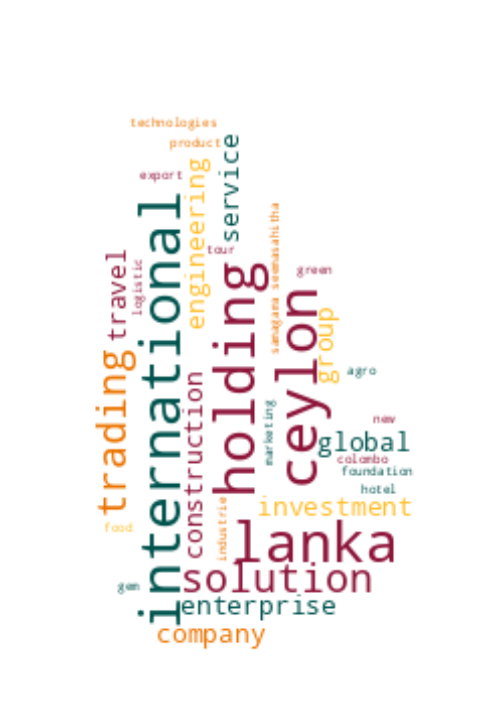 technologies
product
service
engineering
export
international
samagama seemasahitha
tour
travel
logistic
holding
green
ceylon
group
trading
agro
construction
marketing
new
global
colombo
foundation
hotel
industrie
investment
food
lanka
solution
gem
enterprise
company